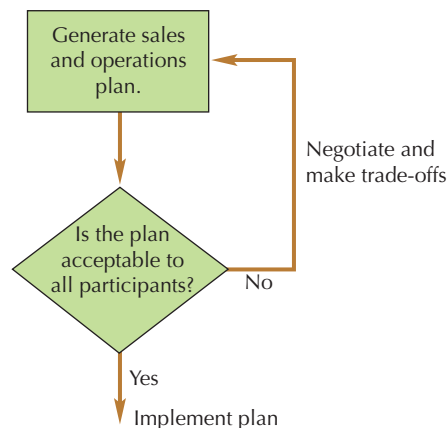 Generate sales
and operations
plan.
Negotiate and
make trade-offs
Is the plan
acceptable to
all participants?
No
Yes
Implement plan